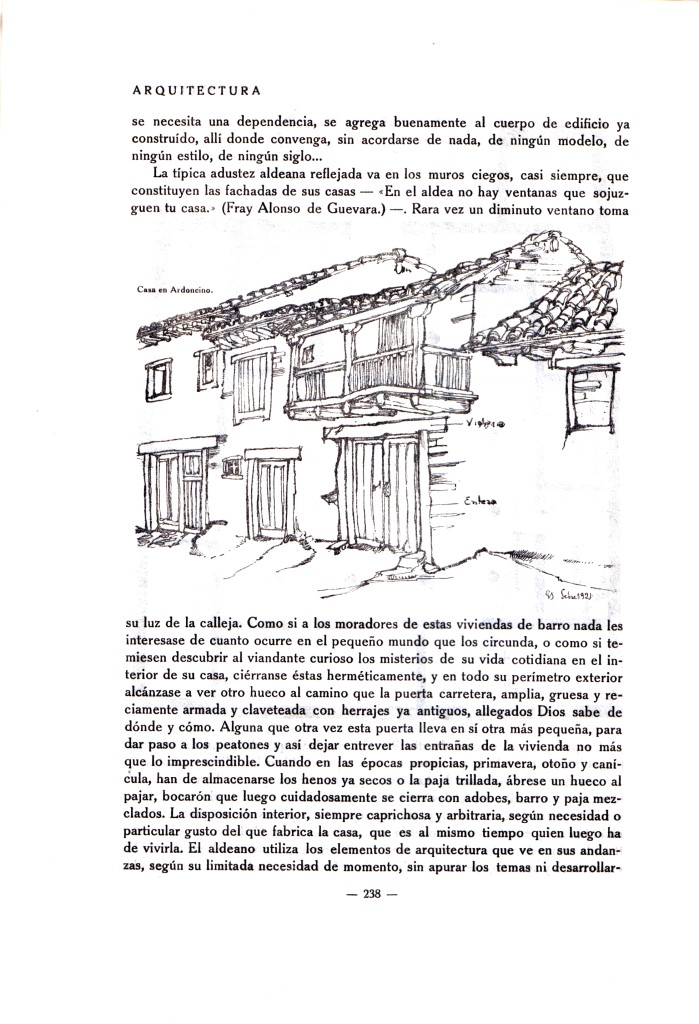 ARQUITECTURA
se necesita una dependencia, se agrega buenamente al cuerpo de edificio ya
construído, allí donde convenga, sin acordarse de nada, de ningún modelo, de
ningún estilo, de ningún siglo...
La típica adustez aldeana reflejada va en los muros ciegos, casi siempre, que
constituyen las fachadas de sus casas — «En el aldea no hay ventanas que sojuz-
guen tu casa.» (Fray Alonso de Guevara.) —. Rara vez un diminuto ventano toma
Casa en Ardoncino.
Enteza
1921
su luz de la calleja. Como si a los moradores de estas viviendas de barro nada les
interesase de cuanto ocurre en el pequeño mundo que los circunda, o como si te-
miesen descubrir al viandante curioso los misterios de su vida cotidiana en el in-
terior de su casa, ciérranse éstas herméticamente, y en todo su perímetro exterior
alcánzase a ver otro hueco al camino que la puerta carretera, amplia, gruesa y re-
ciamente armada y claveteada con herrajes ya antiguos, allegados Dios sabe de
dónde y cómo. Alguna que otra vez esta puerta lleva en sí otra más pequeña, para
dar paso a los peatones y así dejar entrever las entrañas de la vivienda no más
que lo imprescindible. Cuando en las épocas propicias, primavera, otoño y caní-
cula, han de almacenarse los henos ya secos o la paja trillada, ábrese un hueco al
pajar, bocarón que luego cuidadosamente se cierra con adobes, barro y paja mez-
clados. La disposición interior, siempre caprichosa y arbitraria, según necesidad o
particular gusto del que fabrica la casa, que es al mismo tiempo quien luego ha
de vivirla. El aldeano utiliza los elementos de arquitectura que ve en sus andan-
zas, según su limitada necesidad de momento, sin apurar los temas ni desarrollar-
— 238 —